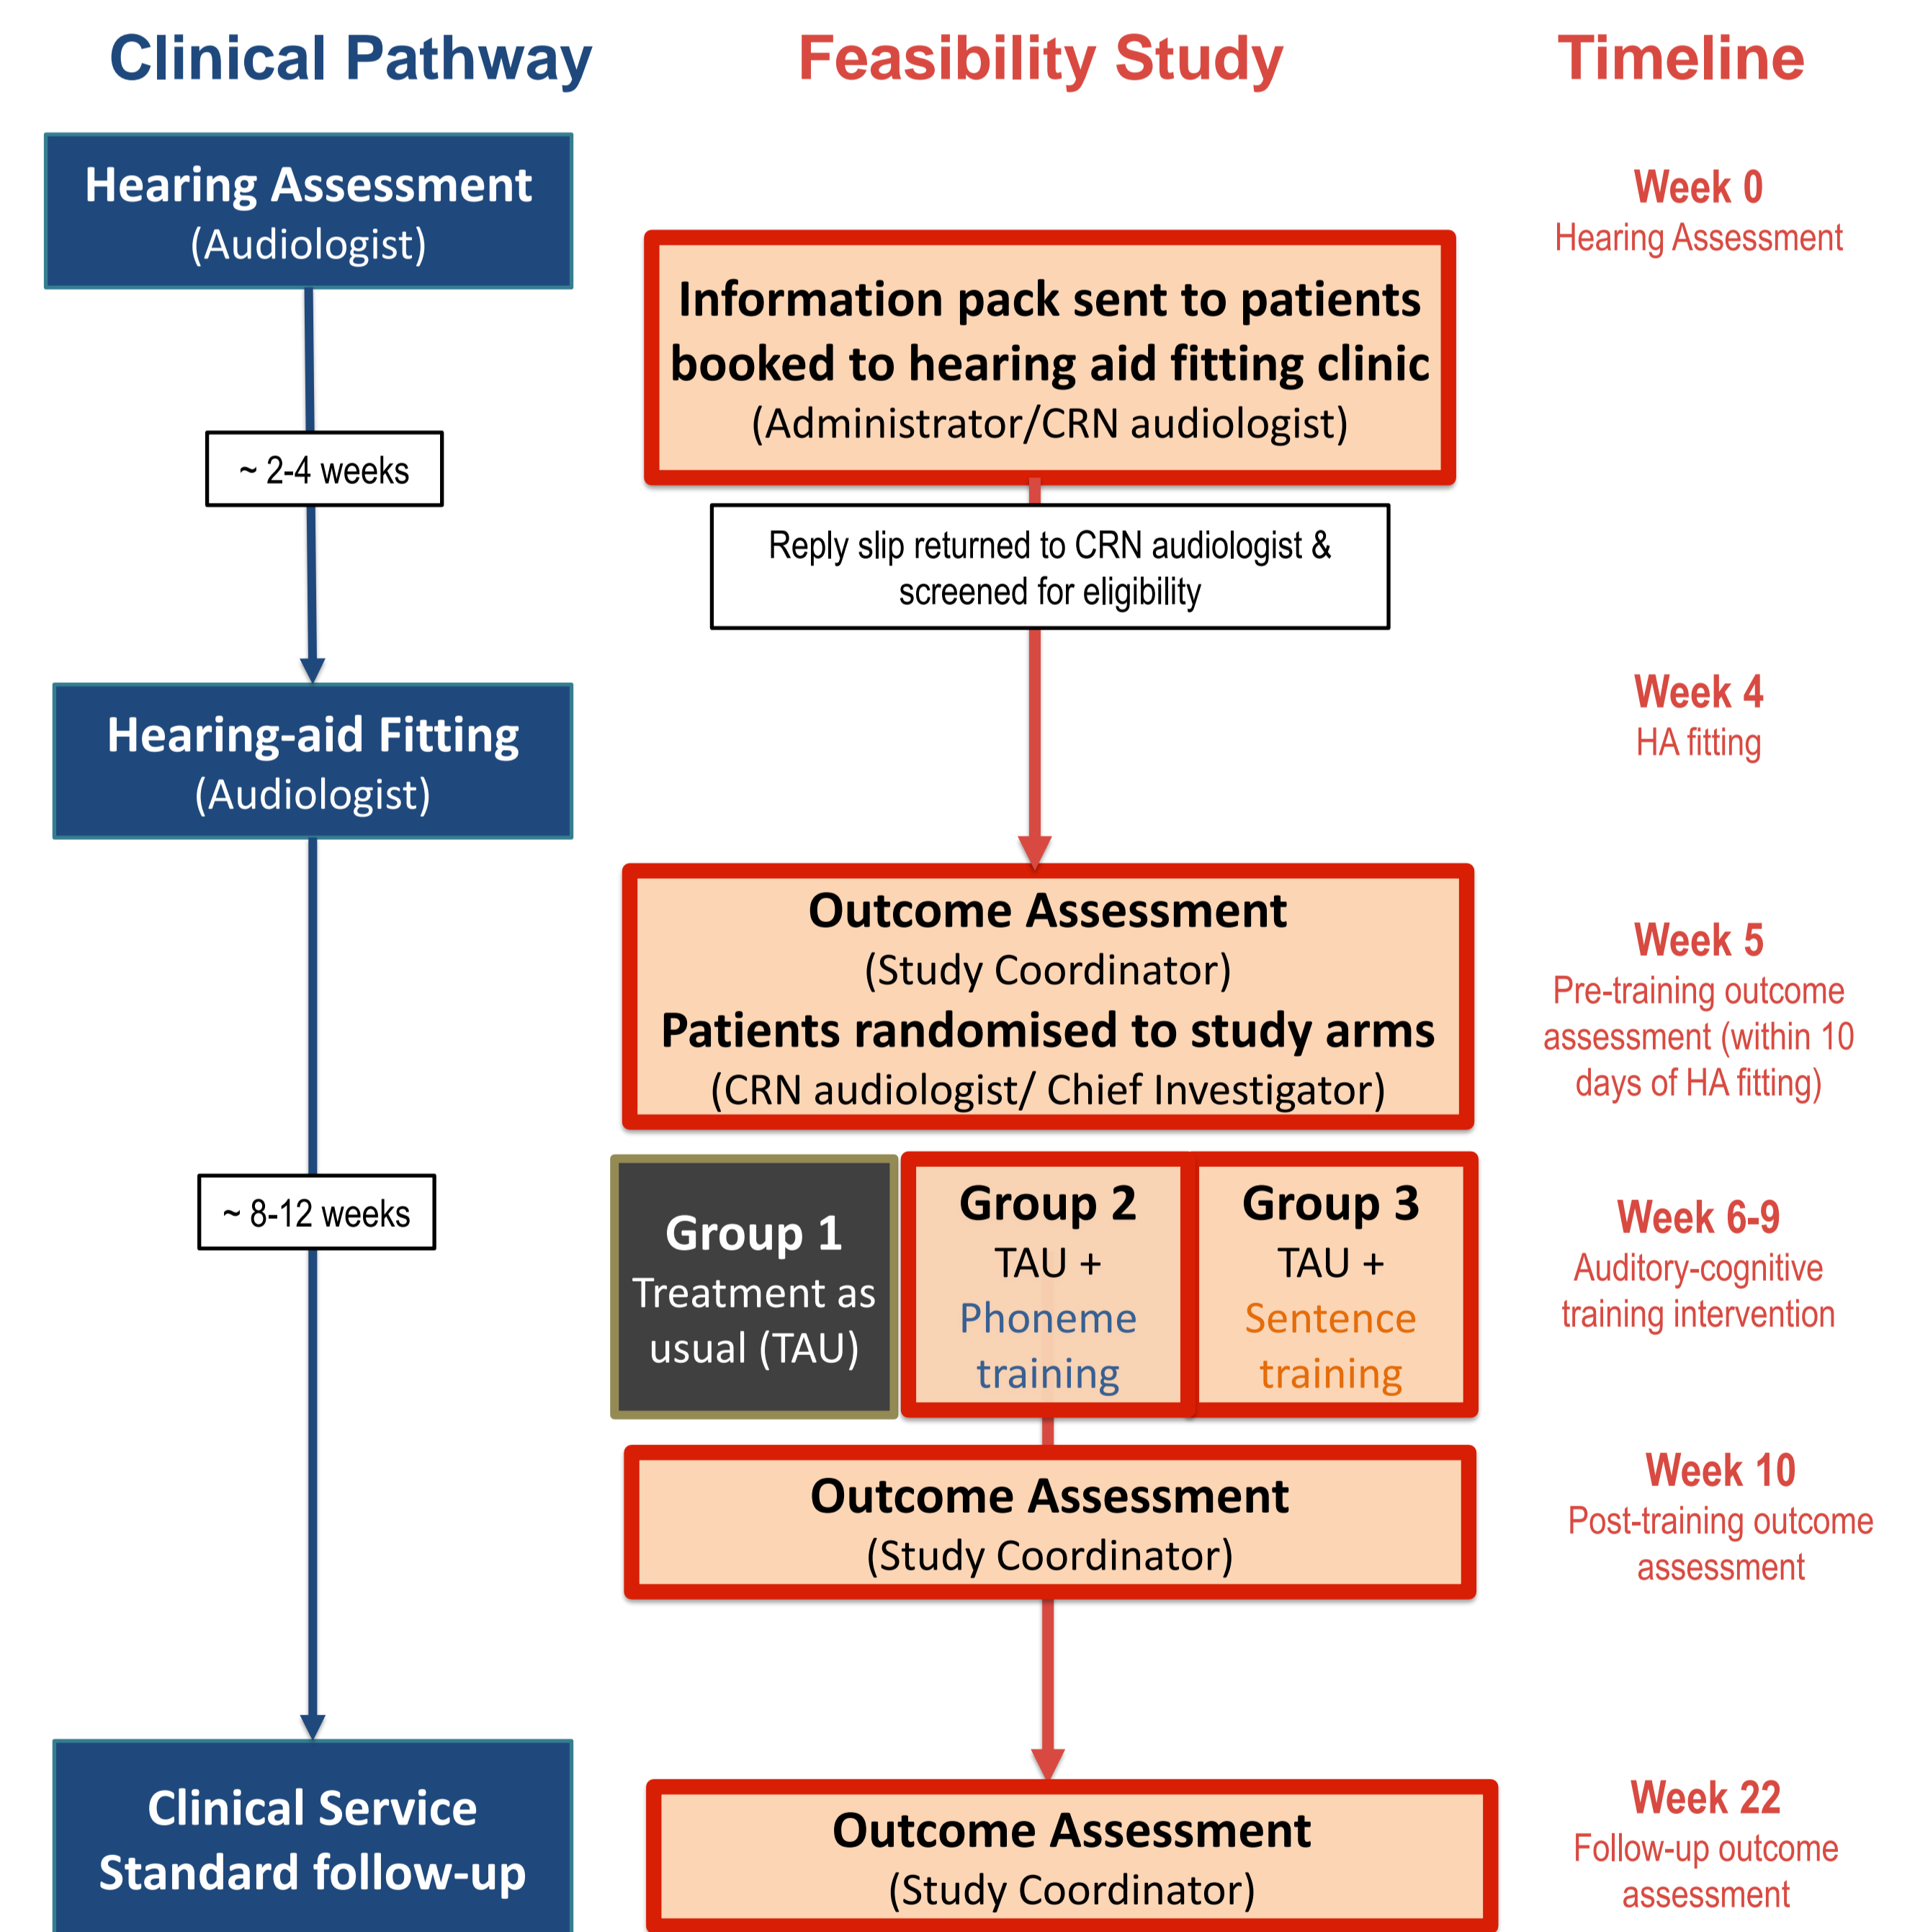 Clinical Pathway
Feasibility Study
Timeline
Hearing Assessment
(Audiologist)
~ 2-4 weeks
Hearing-aid Fitting
(Audiologist)
~ 8-12 weeks
Clinical Service
Standard follow-up
Information pack sent to patients
booked to hearing aid fitting clinic
(Administrator/CRN audiologist)
Reply slip returned to CRN audiologist &
screened for eligibility
Outcome Assessment
(Study Coordinator)
Patients randomised to study arms
(CRN audiologist/ Chief Investigator)
Group 1
Treatment as
usual (TAU)
Group 2
TAU +
Phoneme
training
Group 3
TAU +
Sentence
training
Outcome Assessment
(Study Coordinator)
Outcome Assessment
(Study Coordinator)
Week 0
Hearing Assessment
Week 4
HA fitting
Week 5
Pre-training outcome
assessment (within 10
days of HA fitting)
Week 6-9
Auditory-cognitive
training intervention
Week 10
Post-training outcome
assessment
Week 22
Follow-up outcome
assessment